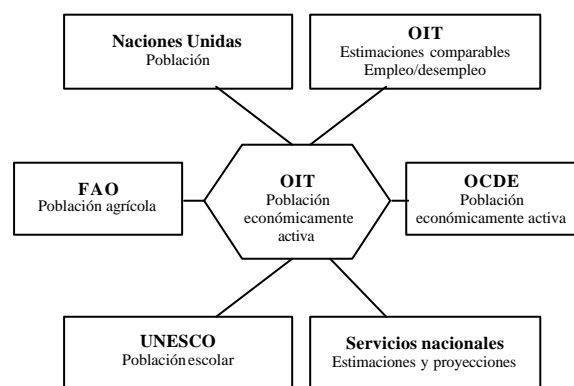 Naciones Unidas
Población
OIT
Estimaciones comparables
Empleo/desempleo
FAO
Población agrícola
OIT
Población
económicamente
activa
OCDE
Población
económicamente activa
UNESCO
Población escolar
Servicios nacionales
Estimaciones y proyecciones